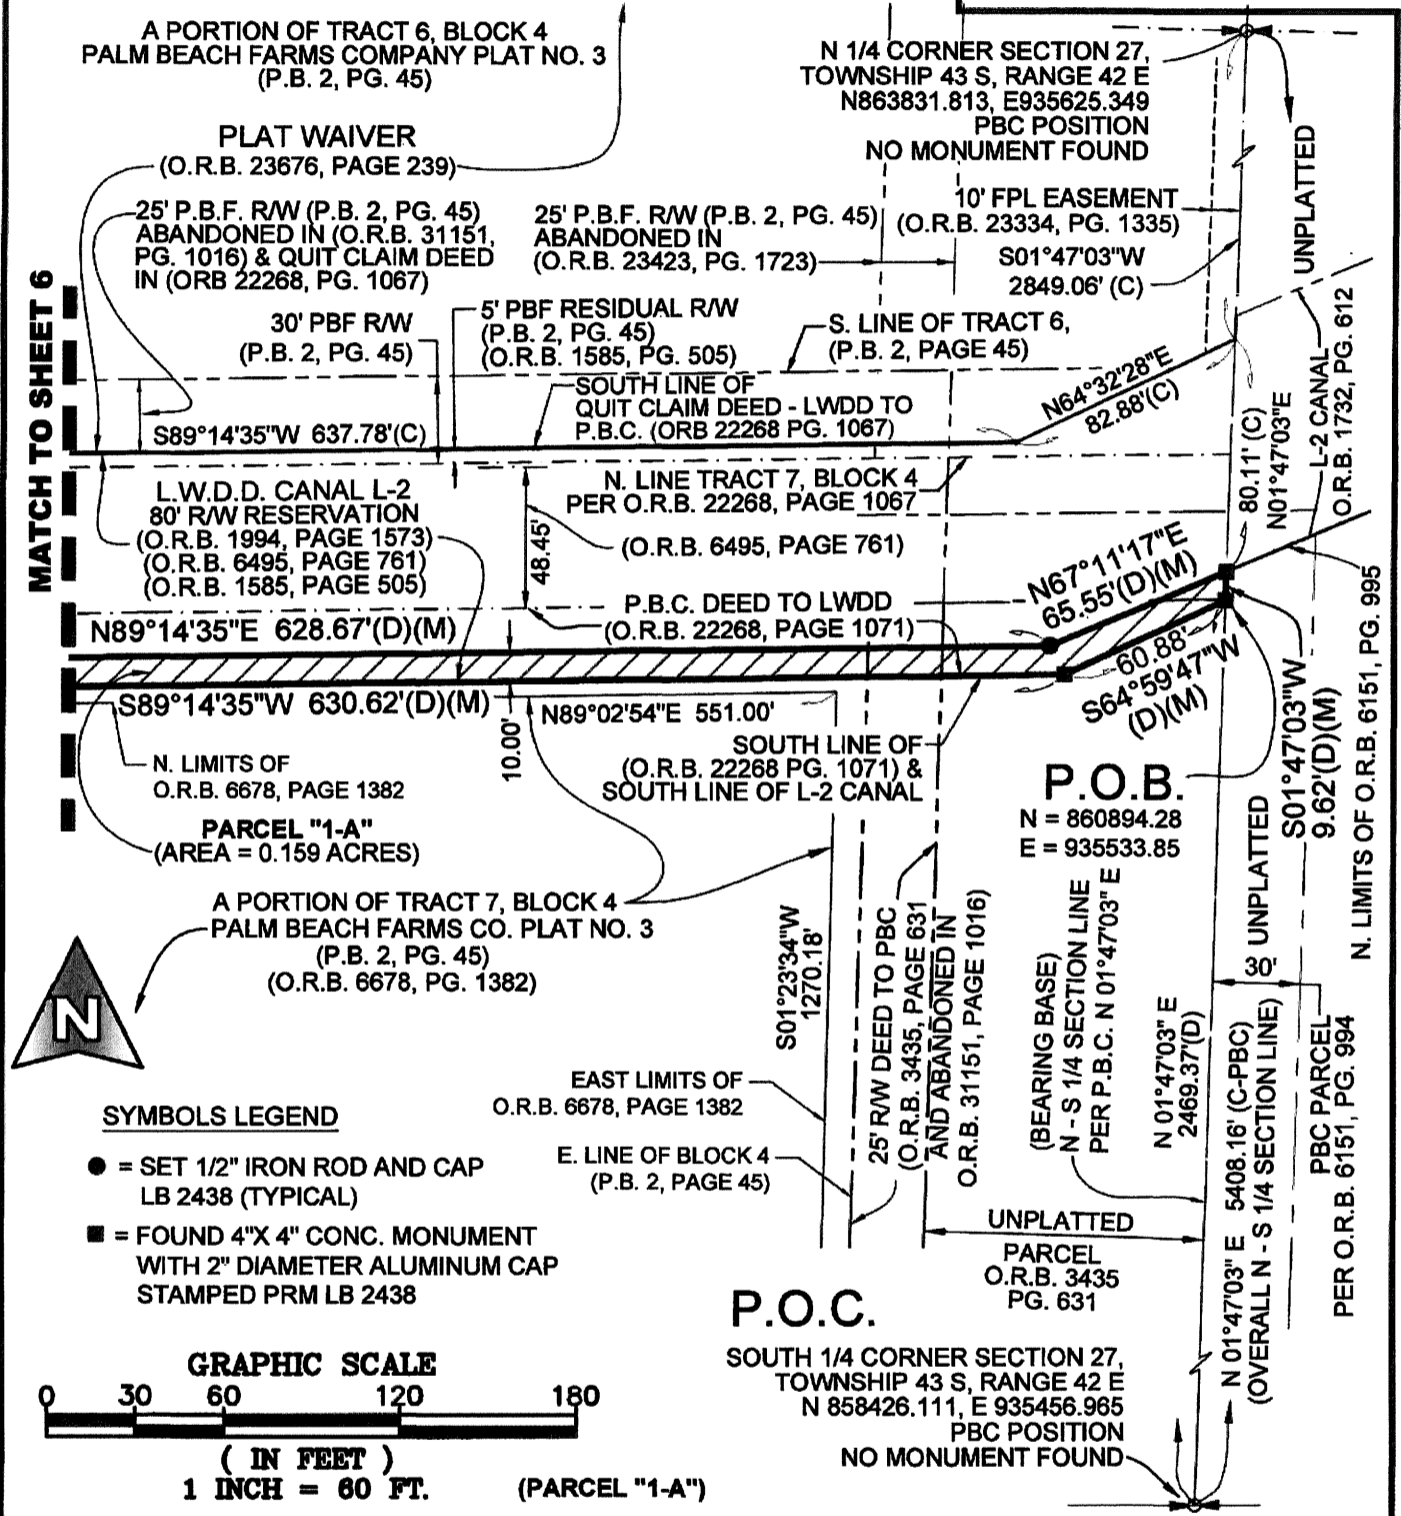 A PORTION OF TRACT 6, BLOCK 4
PALM BEACH FARMS COMPANY PLAT NO. 3
(P.B. 2, PG. 45)
N 1/4 CORNER SECTION 27,
TOWNSHIP 43 S, RANGE 42 E
N863831.813, E935625.349
PBC POSITION
NO MONUMENT FOUND
PLAT WAIVER
(O.R.B. 23676, PAGE 239)
25' P.B.F. R/W (P.B. 2, PG. 45)
ABANDONED IN (O.R.B. 31151,
PG. 1016) & QUIT CLAIM DEED
IN (ORB 22268, PG. 1067)
25' P.B.F. R/W (P.B. 2, PG. 45)
ABANDONED IN
(O.R.B. 23423, PG. 1723)
10' FPL EASEMENT
(O.R.B. 23334, PG. 1335)
S01°47'03"W
2849.06' (C)
UNPLATTED
MATCH TO SHEET 6
30' PBF R/W
(P.B. 2, PG. 45)
5' PBF RESIDUAL R/W
(P.B. 2, PG. 45)
(O.R.B. 1585, PG. 505)
S. LINE OF TRACT 6,
(P.B. 2, PAGE 45)
N64°32'28"E
82.88'(C)
L-2 CANAL
O.R.B. 1732, PG. 612
SOUTH LINE OF
QUIT CLAIM DEED - LWDD TO
P.B.C. (ORB 22268 PG. 1067)
S89°14'35"W 637.78'(C)
80.11' (C)
N01°47'03"E
N. LINE TRACT 7, BLOCK 4
PER O.R.B. 22268, PAGE 1067
L.W.D.D. CANAL L-2
80' R/W RESERVATION
(O.R.B. 1994, PAGE 1573)
(O.R.B. 6495, PAGE 761)
(O.R.B. 1585, PAGE 505)
48.45'
(O.R.B. 6495, PAGE 761)
N67°11'17"E
65.55'(D)(M)
P.B.C. DEED TO LWDD
(O.R.B. 22268, PAGE 1071)
N89°14'35"E 628.67'(D)(M)
60.88'
S64°59'47"W
(D)(M)
S89°14'35"W 630.62'(D)(M)
N89°02'54"E 551.00'
10.00'
SOUTH LINE OF
(O.R.B. 22268 PG. 1071) &
SOUTH LINE OF L-2 CANAL
N. LIMITS OF
O.R.B. 6678, PAGE 1382
P.O.B.
N = 860894.28
E = 935533.85
S01°47'03"W
9.62'(D)(M)
N. LIMITS OF O.R.B. 6151, PG. 995
UNPLATTED
PARCEL "1-A"
(AREA = 0.159 ACRES)
A PORTION OF TRACT 7, BLOCK 4
PALM BEACH FARMS CO. PLAT NO. 3
(P.B. 2, PG. 45)
(O.R.B. 6678, PG. 1382)
N
S01°23'34"W
1270.18'
25' R/W DEED TO PBC
(O.R.B. 3435, PAGE 631
AND ABANDONED IN
O.R.B. 31151, PAGE 1016)
(BEARING BASE)
N - S 1/4 SECTION LINE
PER P.B.C. N 01°47'03" E
N 01°47'03" E
2469.37'(D)
30'
N 01°47'03" E 5408.16' (C-PBC)
(OVERALL N - S 1/4 SECTION LINE)
PBC PARCEL
PER O.R.B. 6151, PG. 994
EAST LIMITS OF
O.R.B. 6678, PAGE 1382
E. LINE OF BLOCK 4
(P.B. 2, PAGE 45)
UNPLATTED
PARCEL
O.R.B. 3435
PG. 631
SYMBOLS LEGEND
= SET 1/2" IRON ROD AND CAP
LB 2438 (TYPICAL)
= FOUND 4"X 4" CONC. MONUMENT
WITH 2" DIAMETER ALUMINUM CAP
STAMPED PRM LB 2438
P.O.C.
SOUTH 1/4 CORNER SECTION 27,
TOWNSHIP 43 S, RANGE 42 E
N 858426.111, E 935456.965
PBC POSITION
NO MONUMENT FOUND
GRAPHIC SCALE
0 30 60 120 180
( IN FEET )
1 INCH = 60 FT.
(PARCEL "1-A")